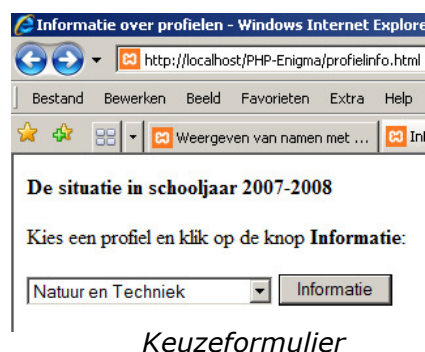 Informatie over profielen - Windows Internet Explore
http://localhost/PHP-Enigma/profielinfo.html
Bestand Bewerken Beeld Favorieten Extra Help
Weergeven van namen met ...
De situatie in schooljaar 2007-2008
Kies een profiel en klik op de knop Informatie:
Natuur en Techniek Informatie
Keuzeformulier